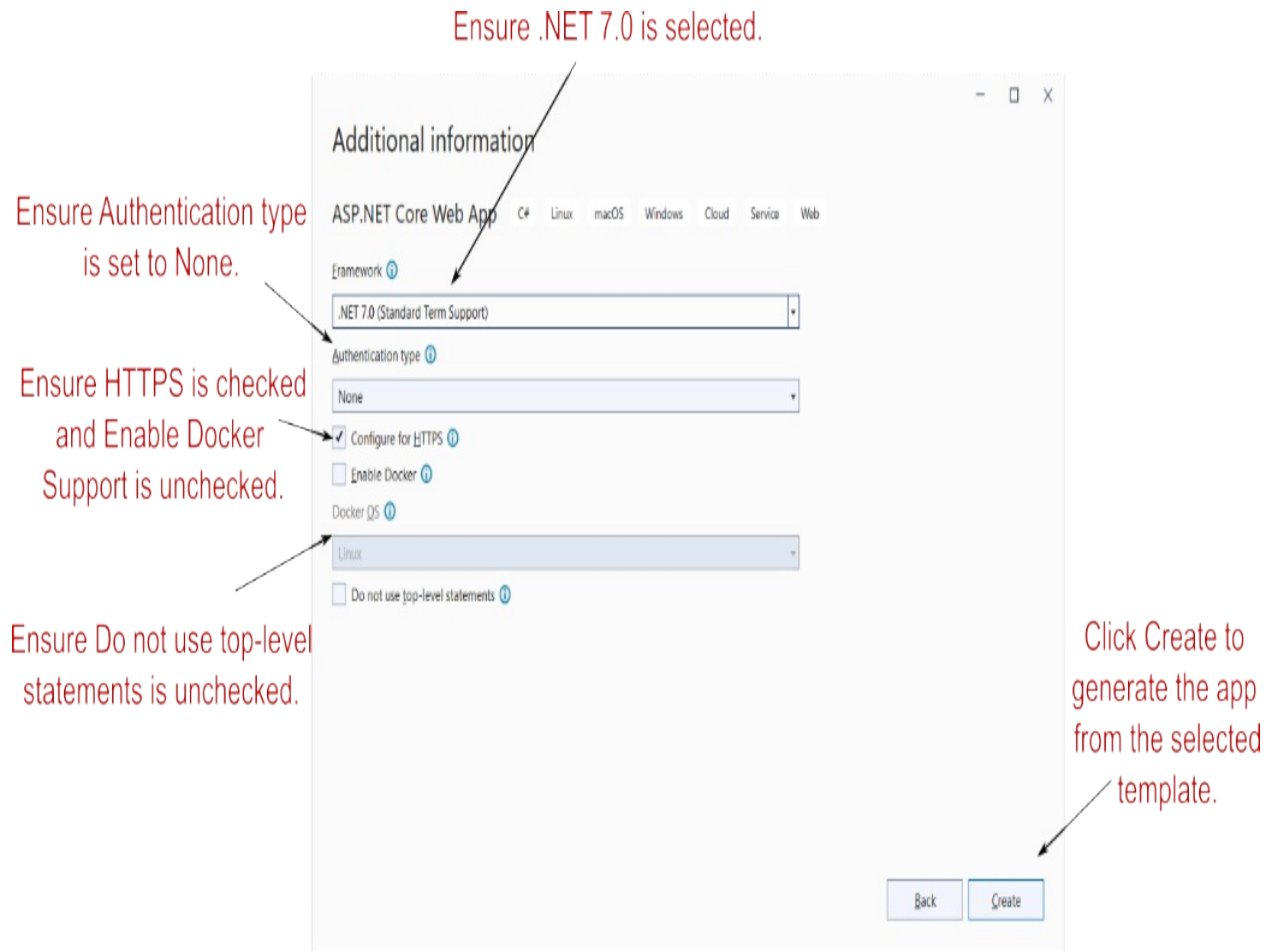 Ensure .NET 7.0 is selected.
Additional information
Ensure Authentication type
is set to None.
ASP.NET Core Web App C# Linux macOS Windows Cloud Service Web
Framework
.NET 7.0 (Standard Term Support)
Authentication type
None
Ensure HTTPS is checked
and Enable Docker
Support is unchecked.
Configure for HTTPS
Enable Docker
Docker OS
Linux
Do not use top-level statements
Ensure Do not use top-level
statements is unchecked.
Click Create to
generate the app
from the selected
template.
Back
Create